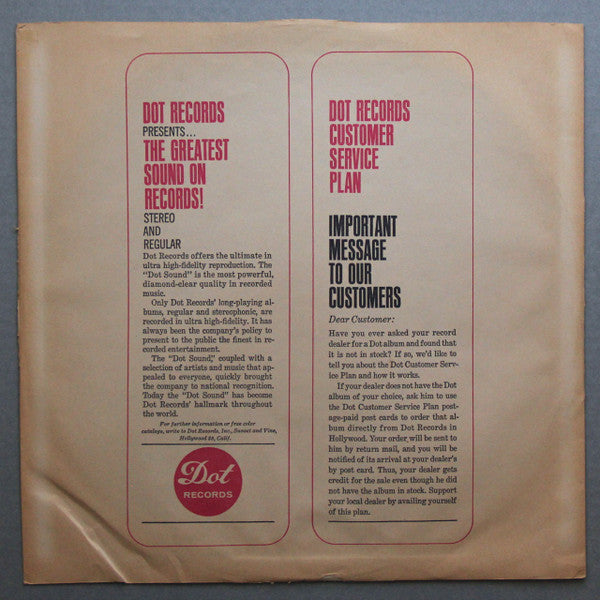 DOT RECORDS
PRESENTS...
THE GREATEST
SOUND ON
RECORDS!
STEREO
AND
REGULAR
Dot Records offers the ultimate in
ultra high-fidelity reproduction. The
"Dot Sound" is the most powerful,
diamond-clear quality in recorded
music.
Only Dot Records' long-playing al-
bums, regular and stereophonic, are
recorded in ultra high-fidelity. It has
always been the company's policy to
present to the public the finest in re-
corded entertainment.
The "Dot Sound," coupled with a
selection of artists and music that ap-
pealed to everyone, quickly brought
the company to national recognition.
Today the "Dot Sound" has become
Dot Records' hallmark throughout
the world.
For further information or free color
catalogs, write to Dot Records, Inc., Sunset and Vine,
Hollywood 28, Calif.
Dot
RECORDS
DOT RECORDS
CUSTOMER
SERVICE
PLAN
IMPORTANT
MESSAGE
TO OUR
CUSTOMERS
Dear Customer:
Have you ever asked your record
dealer for a Dot album and found that
it is not in stock? If so, we'd like to
tell you about the Dot Customer Serv-
ice Plan and how it works.
If your dealer does not have the Dot
album of your choice, ask him to use
the Dot Customer Service Plan post-
age-paid post cards to order that al-
bum directly from Dot Records in
Hollywood. Your order will be sent to
him by return mail, and you will be
notified of its arrival at your dealer's
by post card. Thus, your dealer gets
credit for the sale even though he did
not have the album in stock. Support
your local dealer by availing yourself
of this plan.